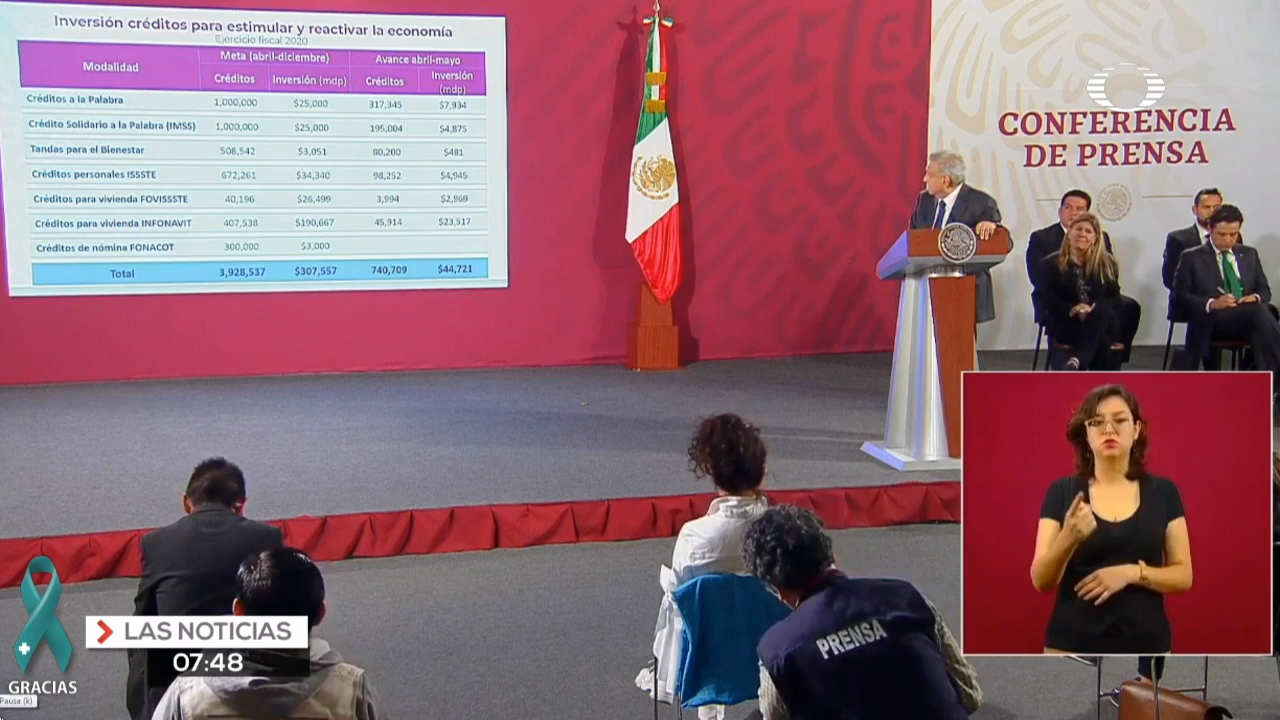 Inversión créditos para estimular y reactivar la economía
Ejercicio fiscal 2020
Modalidad Meta (abril-diciembre) Avance abril-mayo
Créditos Inversión (mdp) Créditos Inversión (mdp)
Créditos a la Palabra 1,000,000 $25,000 317,345 $7,934
Crédito Solidario a la Palabra (IMSS) 1,000,000 $25,000 195,004 $4,875
Tandas para el Bienestar 508,542 $3,051 80,200 $481
Créditos personales ISSSTE 672,261 $34,340 98,252 $4,945
Créditos para vivienda FOVISSSTE 40,196 $26,499 3,994 $2,969
Créditos para vivienda INFONAVIT 407,538 $190,667 45,914 $23,517
Créditos de nómina FONACOT 300,000 $3,000
Total 3,928,537 $307,557 740,709 $44,721
CONFERENCIA
DE PRENSA
PRENSA
LAS NOTICIAS
07:48
GRACIAS
Pausa (k)